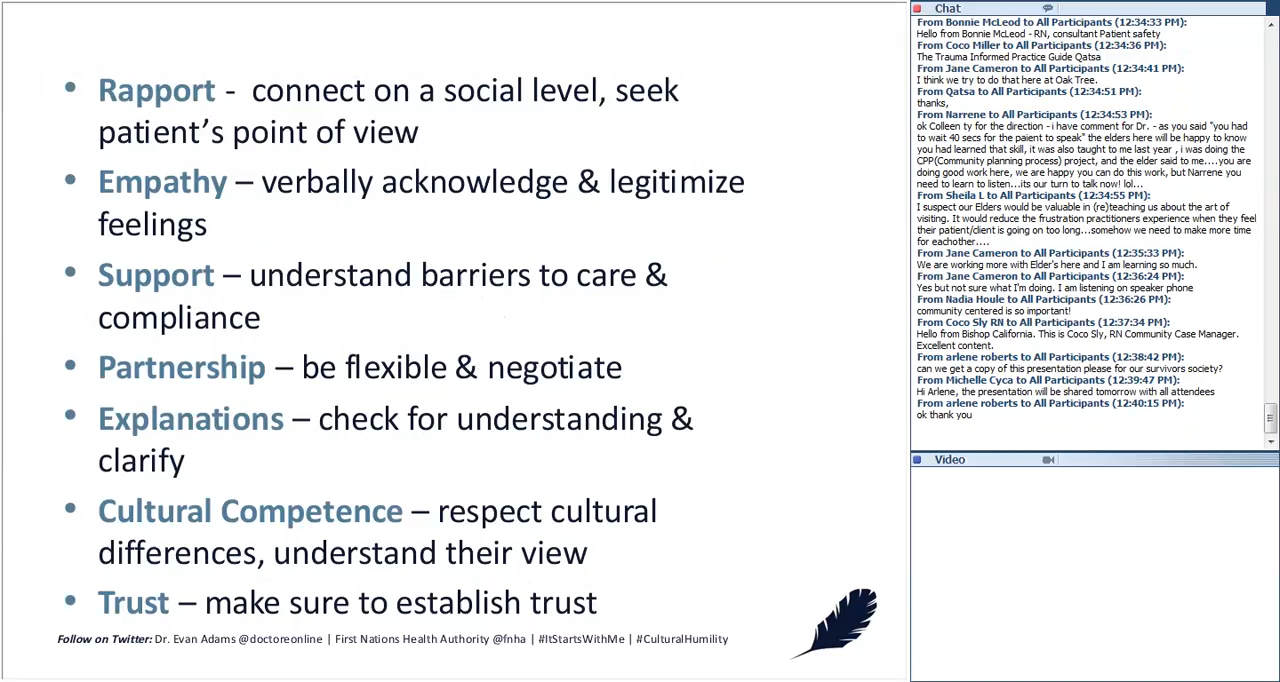 • Rapport -  connect on a social level, seek
patient’s point of view
• Empathy – verbally acknowledge & legitimize
feelings
• Support – understand barriers to care &
compliance
• Partnership – be flexible & negotiate
• Explanations – check for understanding &
clarify
• Cultural Competence – respect cultural
differences, understand their view
• Trust – make sure to establish trust
Follow on Twitter: Dr. Evan Adams @doctoreonline | First Nations Health Authority @fnha | #ItStartsWithMe | #CulturalHumility
Chat
From Bonnie McLeod to All Participants (12:34:33 PM):
Hello from Bonnie McLeod - RN, consultant Patient safety
From Coco Miller to All Participants (12:34:36 PM):
The Trauma Informed Practice Guide Qatsa
From Jane Cameron to All Participants (12:34:41 PM):
I think we try to do that here at Oak Tree.
From Qatsa to All Participants (12:34:51 PM):
thanks,
From Narrene to All Participants (12:34:53 PM):
ok Colleen ty for the direction - i have comment for Dr. - as you said "you had
to wait 40 secs for the paient to speak" the elders here will be happy to know
you had learned that skill, it was also taught to me last year , i was doing the
CPP(Community planning process) project, and the elder said to me....you are
doing good work here, we are happy you can do this work, but Narrene you
need to learn to listen...its our turn to talk now! lol...
From Sheila L to All Participants (12:34:55 PM):
I suspect our Elders would be valuable in (re)teaching us about the art of
visiting. It would reduce the frustration practitioners experience when they feel
their patient/client is going on too long...somehow we need to make more time
for eachother....
From Jane Cameron to All Participants (12:35:33 PM):
We are working more with Elder's here and I am learning so much.
From Jane Cameron to All Participants (12:36:24 PM):
Yes but not sure what I'm doing. I am listening on speaker phone
From Nadia Houle to All Participants (12:36:26 PM):
community centered is so important!
From Coco Sly RN to All Participants (12:37:34 PM):
Hello from Bishop California. This is Coco Sly, RN Community Case Manager.
Excellent content.
From arlene roberts to All Participants (12:38:42 PM):
can we get a copy of this presentation please for our survivors society?
From Michelle Cyca to All Participants (12:39:47 PM):
Hi Arlene, the presentation will be shared tomorrow with all attendees
From arlene roberts to All Participants (12:40:15 PM):
ok thank you
Video